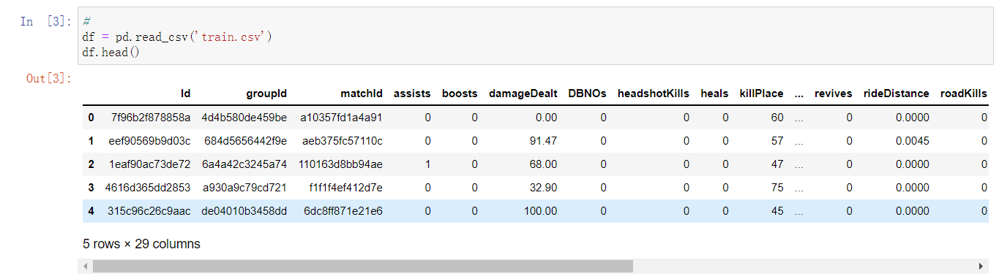 In [3]: #
df = pd.read_csv('train.csv')
df.head()
Out[3]:
Id groupId matchId assists boosts damageDealt DBNOs headshotKills heals killPlace ... revives rideDistance roadKills
0 7f96b2f878858a 4d4b580de459be a10357fd1a4a91 0 0 0.00 0 0 0 60 ... 0 0.0000 0
1 eef90569b9d03c 684d5656442f9e aeb375fc57110c 0 0 91.47 0 0 0 57 ... 0 0.0045 0
2 1eaf90ac73de72 6a4a42c3245a74 110163d8bb94ae 1 0 68.00 0 0 0 47 ... 0 0.0000 0
3 4616d365dd2853 a930a9c79cd721 f1f1f4ef412d7e 0 0 32.90 0 0 0 75 ... 0 0.0000 0
4 315c96c26c9aac de04010b3458dd 6dc8ff871e21e6 0 0 100.00 0 0 0 45 ... 0 0.0000 0
5 rows × 29 columns